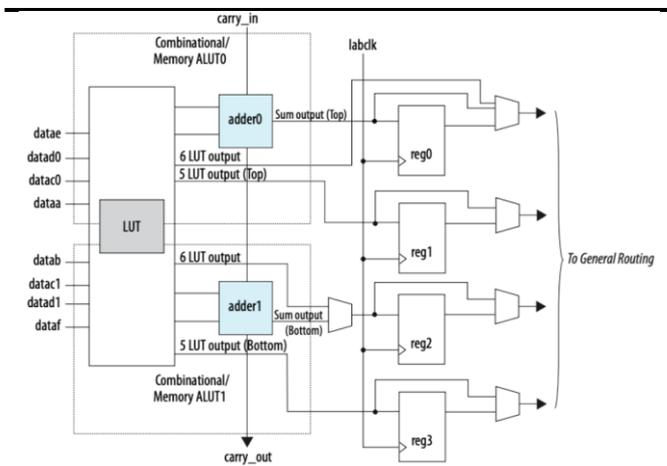 carry_in
Combinational/
Memory ALUT0
labclk
adder0
Sum output (Top)
datae
datad0
datac0
dataa
6 LUT output
5 LUT output (Top)
reg0
LUT
reg1
To General Routing
datab
datac1
datad1
dataf
6 LUT output
adder1
Sum output
(Bottom)
reg2
5 LUT output (Bottom)
Combinational/
Memory ALUT1
reg3
carry_out